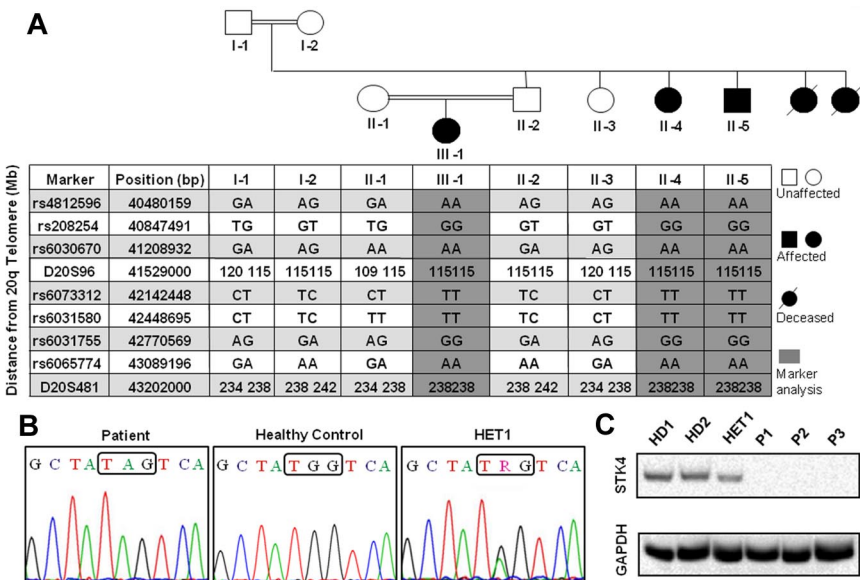 A
I-1
I-2
II-1
II-2
II-3
II-4
II-5
III-1
Distance from 20q Telomere (Mb)
Marker Position (bp) I-1 I-2 II-1 III-1 II-2 II-3 II-4 II-5
rs4812596 40480159 GA AG GA AA AG AG AA AA
rs208254 40847491 TG GT TG GG GT GT GG GG
rs6030670 41208932 GA AG AA AA GA AG AA AA
D20S96 41529000 120 115 115115 109 115 115115 115115 120 115 115115 115115
rs6073312 42142448 CT TC CT TT TC CT TT TT
rs6031580 42448695 CT TC TT TT TC CT TT TT
rs6031755 42770569 AG GA AG GG GA AG GG GG
rs6065774 43089196 GA AA GA AA AA GA AA AA
D20S481 43202000 234 238 238 242 234 238 238238 238 242 234 238 238238 238238
Unaffected
Affected
Deceased
Marker
analysis
B
Patient
G C T A T A G T C A
Healthy Control
G C T A T G G T C A
HET1
G C T A T R G T C A
C
HD1 HD2 HET1 P1 P2 P3
STK4
GAPDH